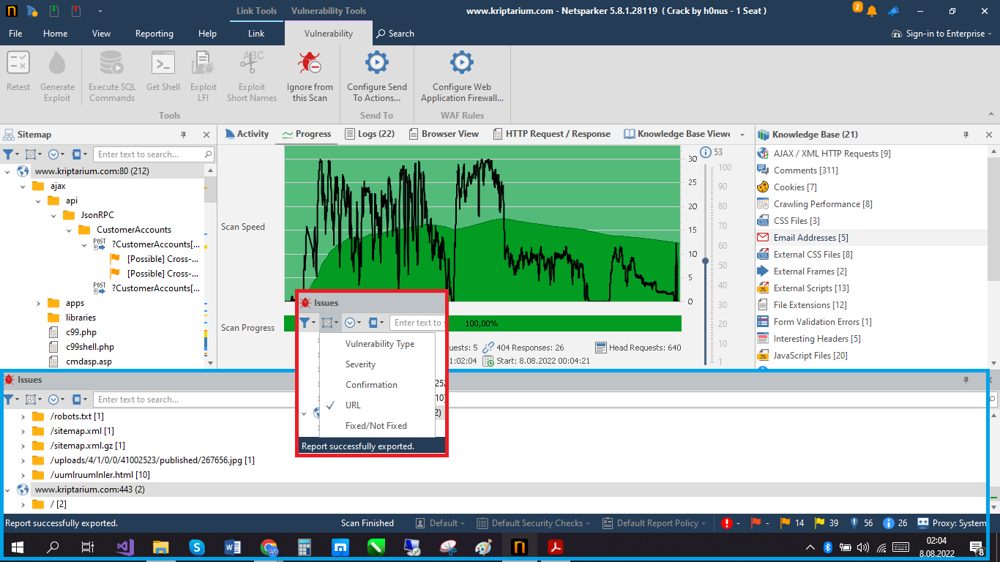 Link Tools
Vulnerability Tools
www.kriptarium.com - Netsparker 5.8.1.28119 ( Crack by h0nus - 1 Seat )
2
File
Home
View
Reporting
Help
Link
Vulnerability
Search
Sign-in to Enterprise
Retest
Generate Exploit
Execute SQL Commands
Get Shell
Exploit LFI
ABC
Exploit Short Names
Ignore from this Scan
Configure Send To Actions...
Configure Web Application Firewall...
Tools
Send To
WAF Rules
Sitemap
Enter text to search...
www.kriptarium.com:80 (212)
ajax
api
JsonRPC
CustomerAccounts
POST ?CustomerAccounts[...
[Possible] Cross-...
[Possible] Cross-...
POST ?CustomerAccounts[...
apps
libraries
c99.php
c99shell.php
cmdasp.asp
Activity
Progress
Logs (22)
Browser View
HTTP Request / Response
Knowledge Base Viewe
Scan Speed
30
25
20
15
10
5
0
53
100
90
80
70
60
50
40
30
20
10
1
Scan Progress
100,00%
uests: 5
404 Responses: 26
Head Requests: 640
1:02:04
Start: 8.08.2022 00:04:21
Knowledge Base (21)
AJAX / XML HTTP Requests [9]
Comments [311]
Cookies [7]
Crawling Performance [8]
CSS Files [3]
Email Addresses [5]
External CSS Files [8]
External Frames [2]
External Scripts [13]
File Extensions [12]
Form Validation Errors [1]
Interesting Headers [5]
JavaScript Files [20]
Issues
Enter text to s
Vulnerability Type
Severity
Confirmation
URL
Fixed/Not Fixed
252
10]
2)
Report successfully exported.
Issues
Enter text to search...
/robots.txt [1]
/sitemap.xml [1]
/sitemap.xml.gz [1]
/uploads/4/1/0/0/41002523/published/267656.jpg [1]
/uumlruumlnler.html [10]
www.kriptarium.com:443 (2)
/ [2]
Report successfully exported.
Scan Finished
Default
Default Security Checks
Default Report Policy
-
-
14
39
56
26
Proxy: System
02:04
8.08.2022
8